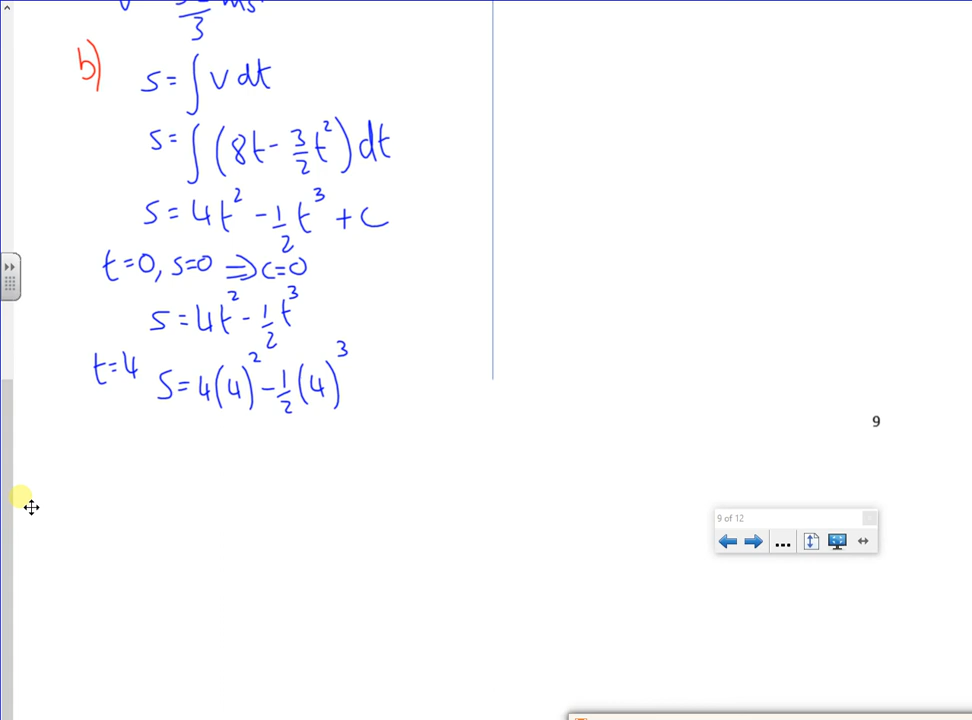 3
b)
s = ∫ v dt
s = ∫ (8t - 3/2 t²) dt
s = 4t² - 1/2 t³ + c
t=0, s=0 ⇒ c=0
s = 4t² - 1/2 t³
t=4 s = 4(4)² - 1/2 (4)³
9
9 of 12
...